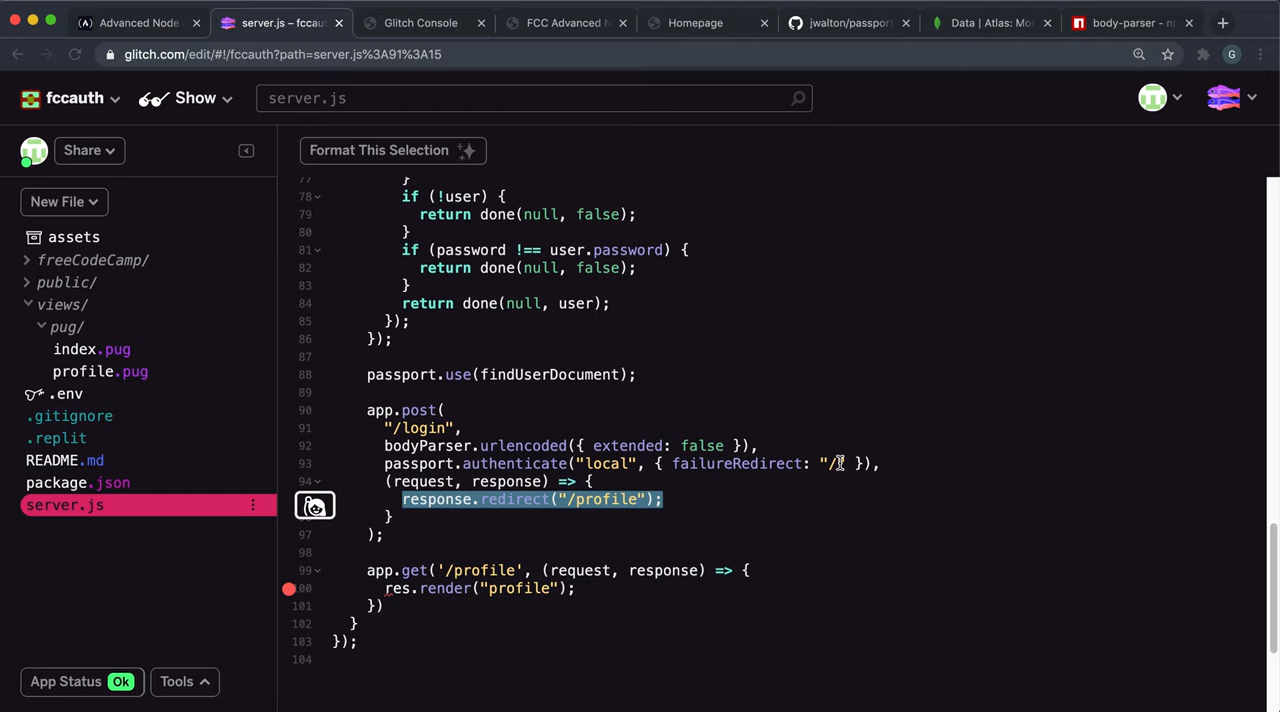 Advanced Node
server.js – fccaut
Glitch Console
FCC Advanced N
Homepage
jwalton/passport
Data | Atlas: Mon
body-parser - np
glitch.com/edit/#!/fccauth?path=server.js%3A91%3A15
G
fccauth
Show
server.js
Share
Format This Selection
New File
assets
freeCodeCamp/
public/
views/
pug/
index.pug
profile.pug
.env
.gitignore
.replit
README.md
package.json
server.js
App Status Ok
Tools
77 }
78 if (!user) {
79 return done(null, false);
80 }
81 if (password !== user.password) {
82 return done(null, false);
83 }
84 return done(null, user);
85 });
86 });
87
88 passport.use(findUserDocument);
89
90 app.post(
91 "/login",
92 bodyParser.urlencoded({ extended: false }),
93 passport.authenticate("local", { failureRedirect: "/" }),
94 (request, response) => {
response.redirect("/profile");
}
97 );
98
99 app.get('/profile', (request, response) => {
100 res.render("profile");
101 })
102 }
103 });
104